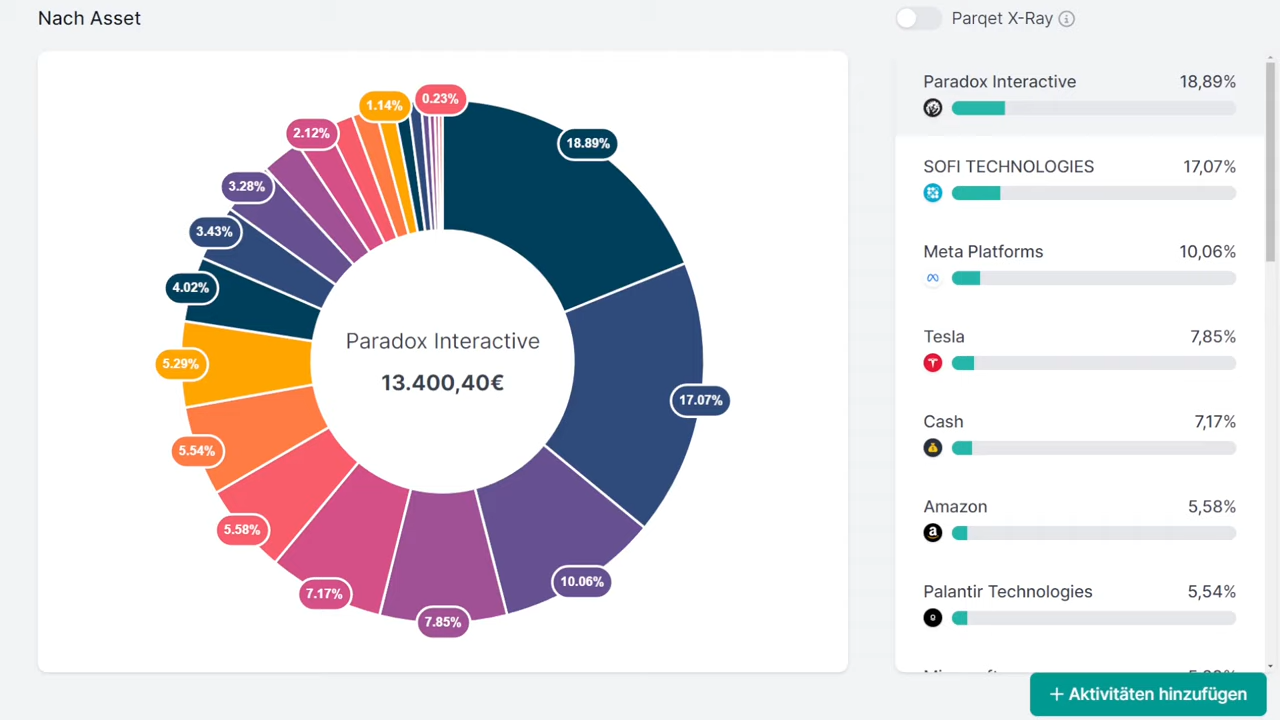 Nach Asset
Parqet X-Ray
0.23%
1.14%
2.12%
3.28%
3.43%
4.02%
5.29%
5.54%
5.58%
7.17%
7.85%
10.06%
17.07%
18.89%
Paradox Interactive
13.400,40€
Paradox Interactive 18,89%
SOFI TECHNOLOGIES 17,07%
Meta Platforms 10,06%
Tesla 7,85%
Cash 7,17%
Amazon 5,58%
Palantir Technologies 5,54%
+ Aktivitäten hinzufügen